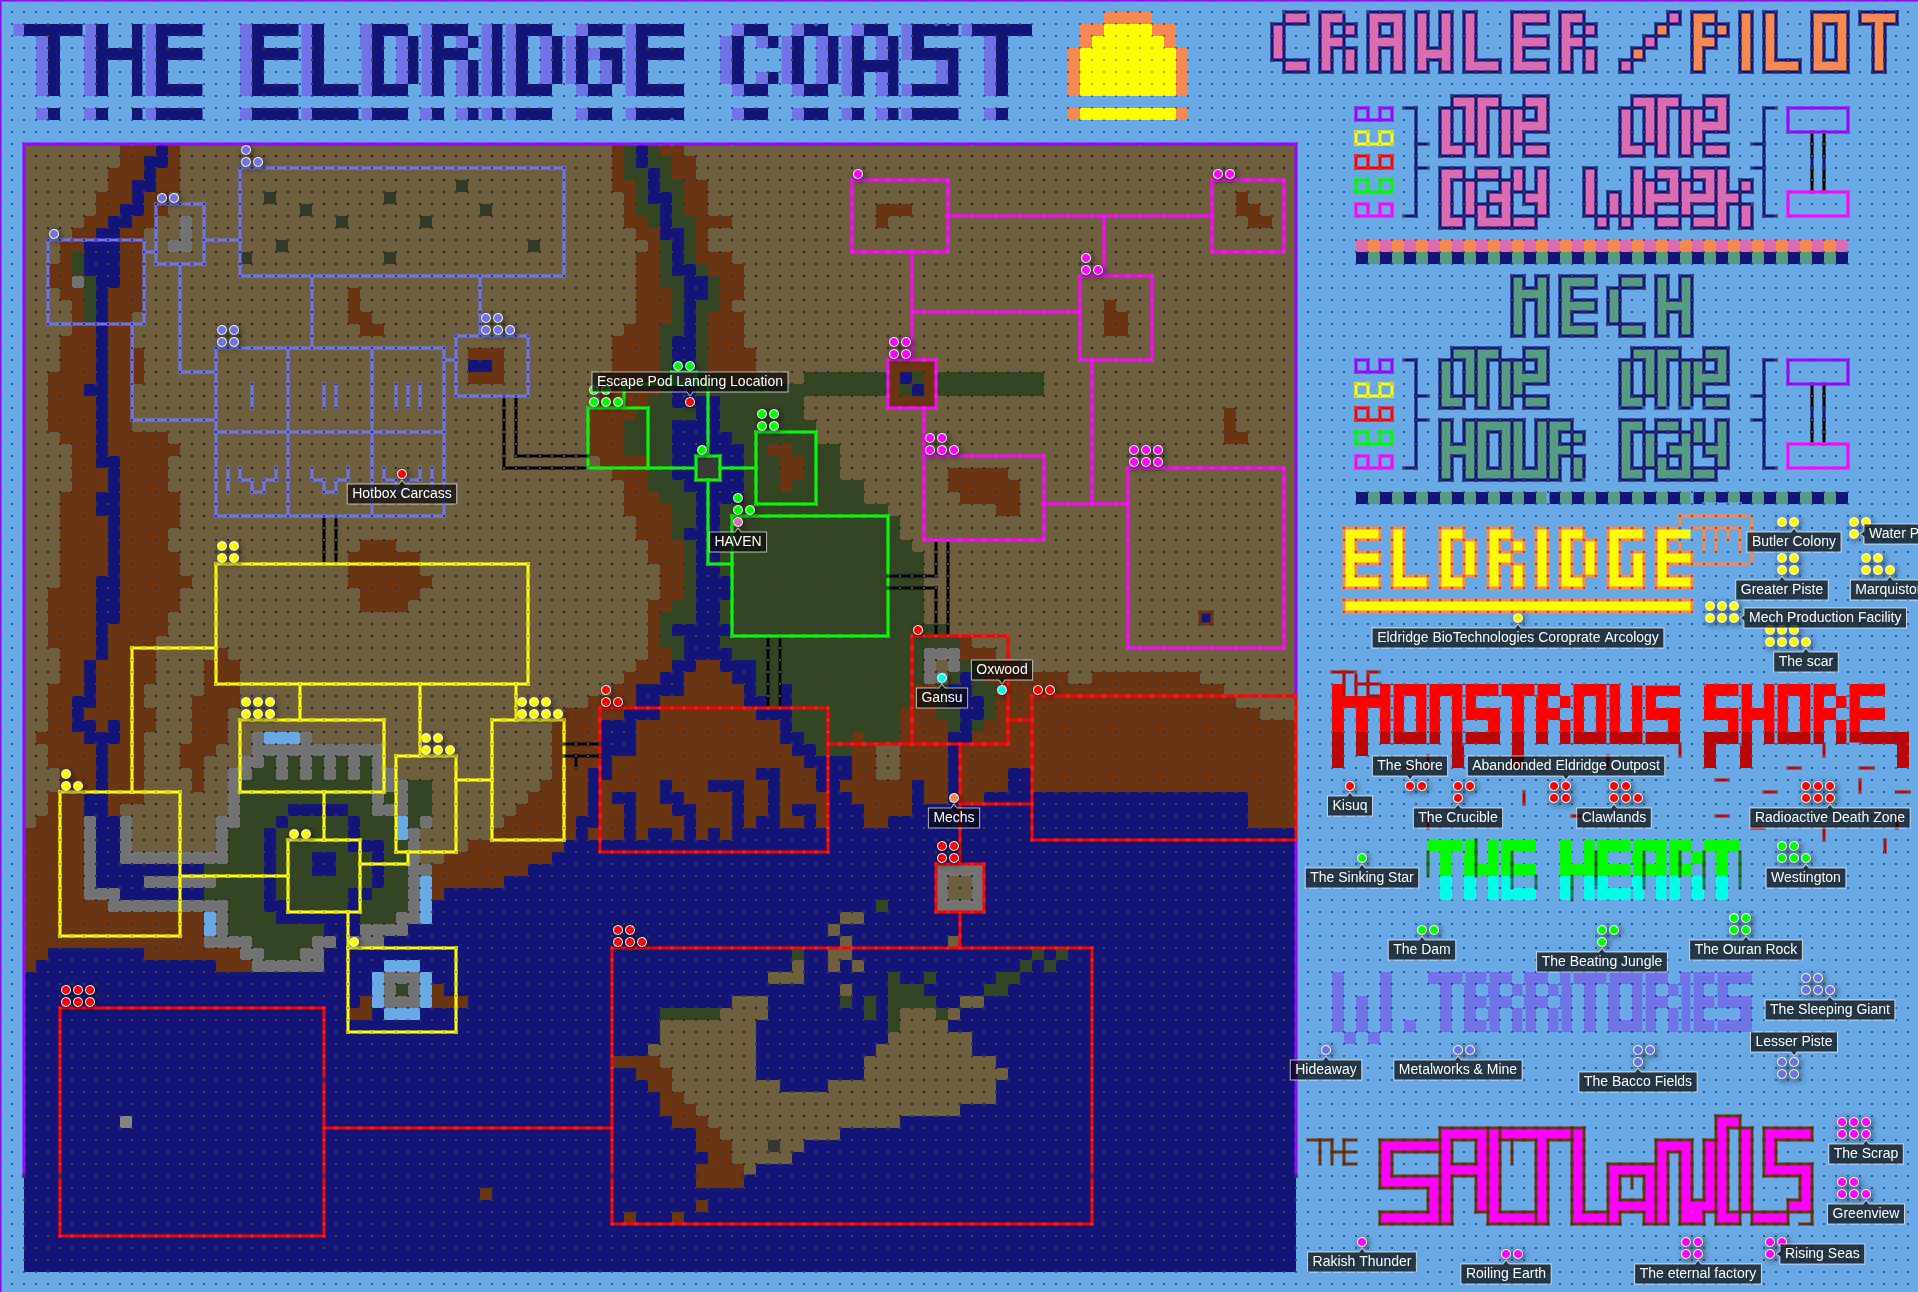 THE ELDRIDGE COAST
CRAWLER / PILOT
ONE DAY
ONE WEEK
MECH
ONE HOUR
ONE DAY
Escape Pod Landing Location
Hotbox Carcass
HAVEN
Oxwood
Gansu
Mechs
ELDRIDGE
Butler Colony
Greater Piste
Mech Production Facility
Eldridge BioTechnologies Coroprate Arcology
The scar
THE MONSTROUS SHORE
The Shore
Abandonded Eldridge Outpost
Kisuq
The Crucible
Clawlands
Radioactive Death Zone
THE HEART
The Sinking Star
Westington
The Dam
The Beating Jungle
The Ouran Rock
W. TERRITORIES
The Sleeping Giant
Lesser Piste
Hideaway
Metalworks & Mine
The Bacco Fields
THE SALTLANDS
The Scrap
Greenview
Rakish Thunder
Roiling Earth
The eternal factory
Rising Seas